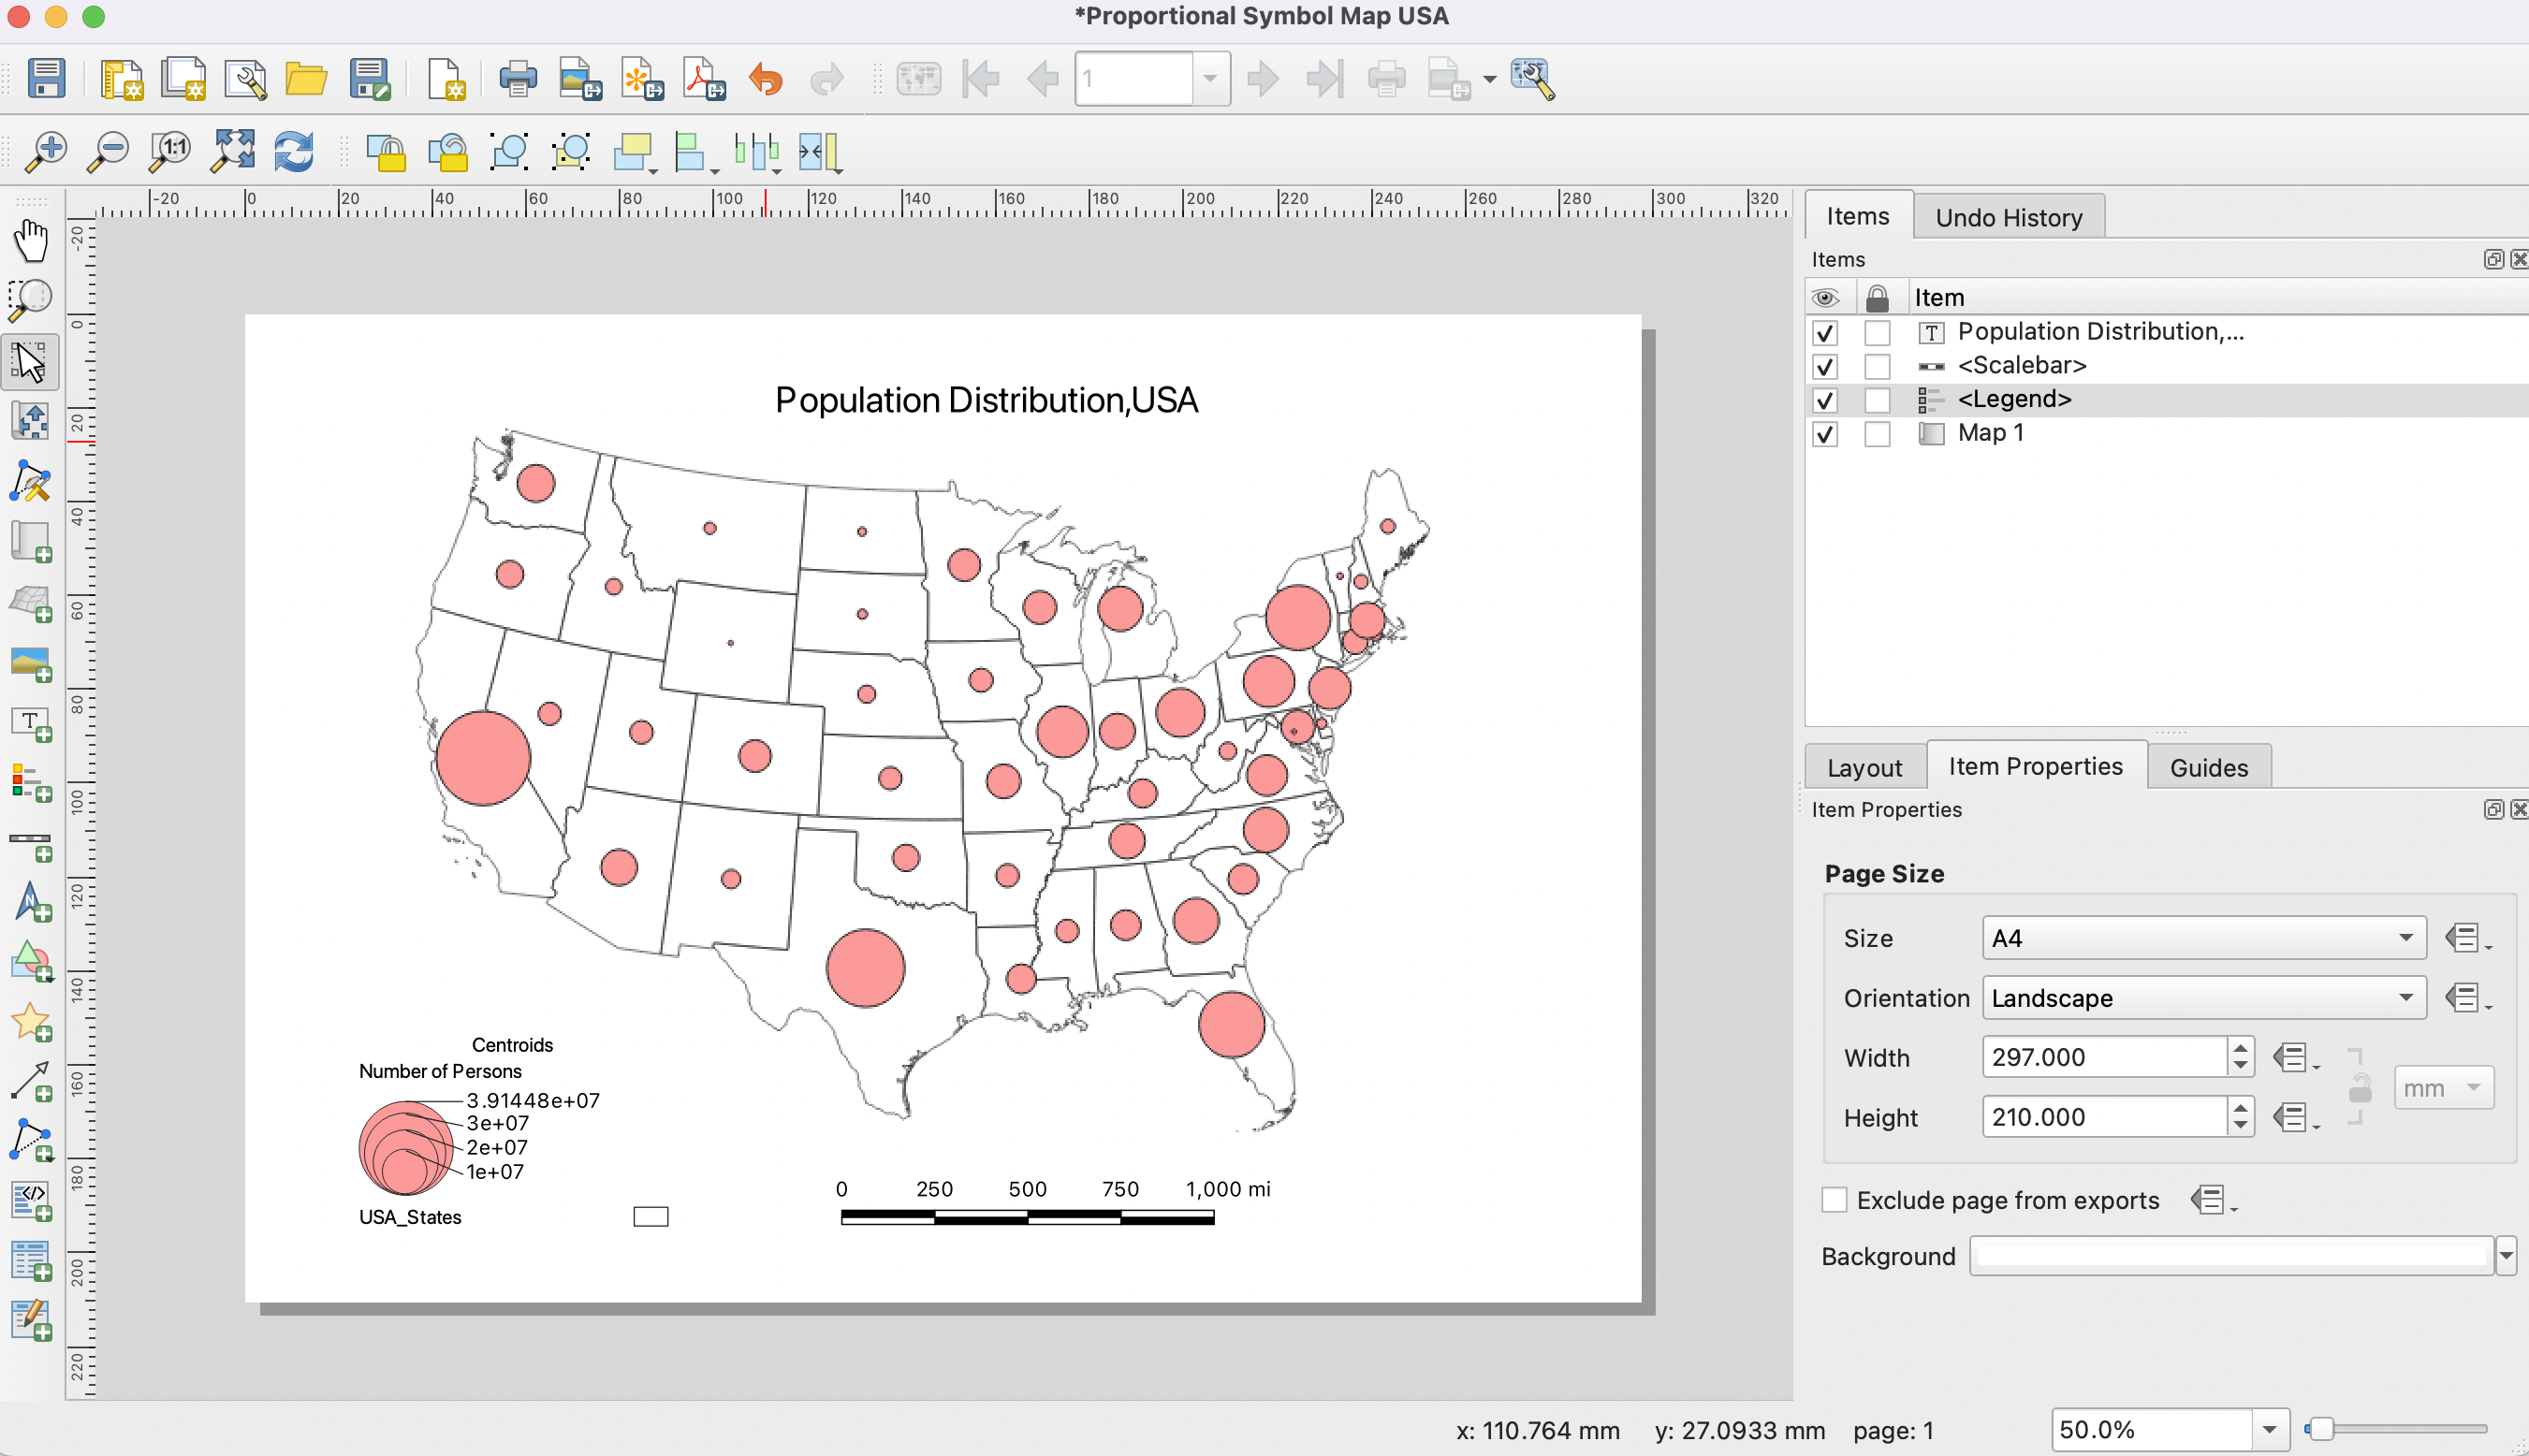 *Proportional Symbol Map USA
1
1:1
-20 0 20 40 60 80 100 120 140 160 180 200 220 240 260 280 300 320
-20
0
20
40
60
80
100
120
140
160
180
200
220
Population Distribution,USA
Centroids
Number of Persons
3.91448e+07
3e+07
2e+07
1e+07
USA_States
0 250 500 750 1,000 mi
Items Undo History
Items
Item
T Population Distribution,...
<Scalebar>
<Legend>
Map 1
Layout Item Properties Guides
Item Properties
Page Size
Size A4
Orientation Landscape
Width 297.000
mm
Height 210.000
Exclude page from exports
Background
x: 110.764 mm y: 27.0933 mm page: 1 50.0%
T
N
</>